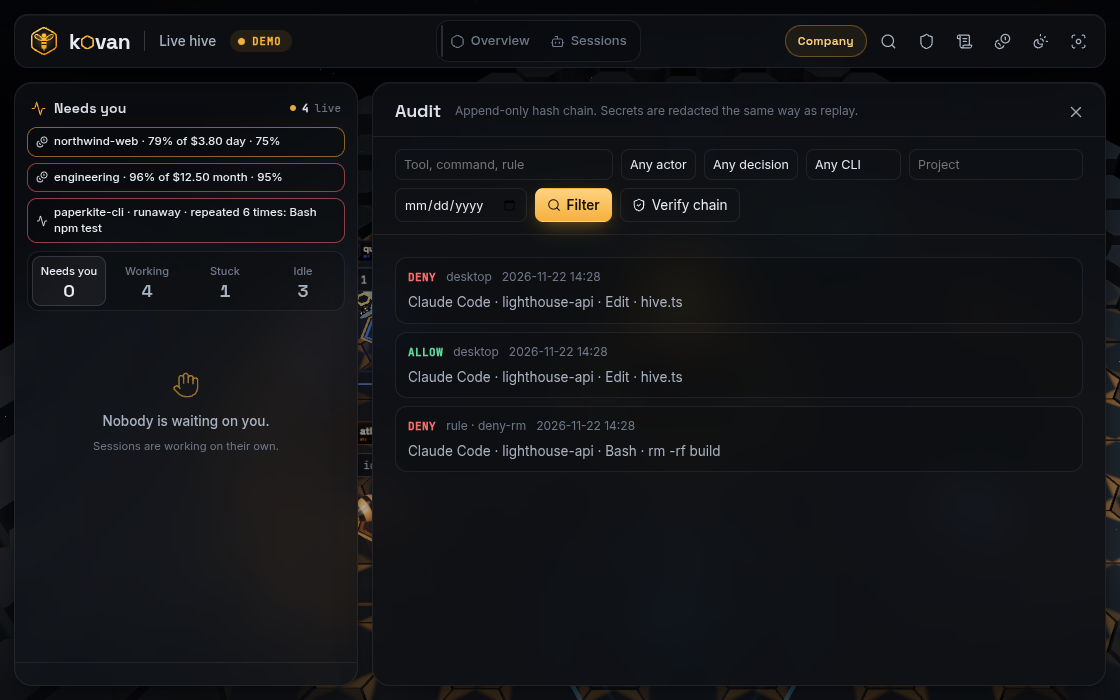 kovan
Live hive
DEMO
Overview
Sessions
Company
Needs you
4 live
northwind-web · 79% of $3.80 day · 75%
engineering · 96% of $12.50 month · 95%
paperkite-cli · runaway · repeated 6 times: Bash
npm test
Needs you
Working
Stuck
Idle
0
4
1
3
Nobody is waiting on you.
Sessions are working on their own.
Audit
Append-only hash chain. Secrets are redacted the same way as replay.
Tool, command, rule
Any actor
Any decision
Any CLI
Project
mm/dd/yyyy
Filter
Verify chain
DENY desktop 2026-11-22 14:28
Claude Code · lighthouse-api · Edit · hive.ts
ALLOW desktop 2026-11-22 14:28
Claude Code · lighthouse-api · Edit · hive.ts
DENY rule · deny-rm 2026-11-22 14:28
Claude Code · lighthouse-api · Bash · rm -rf build